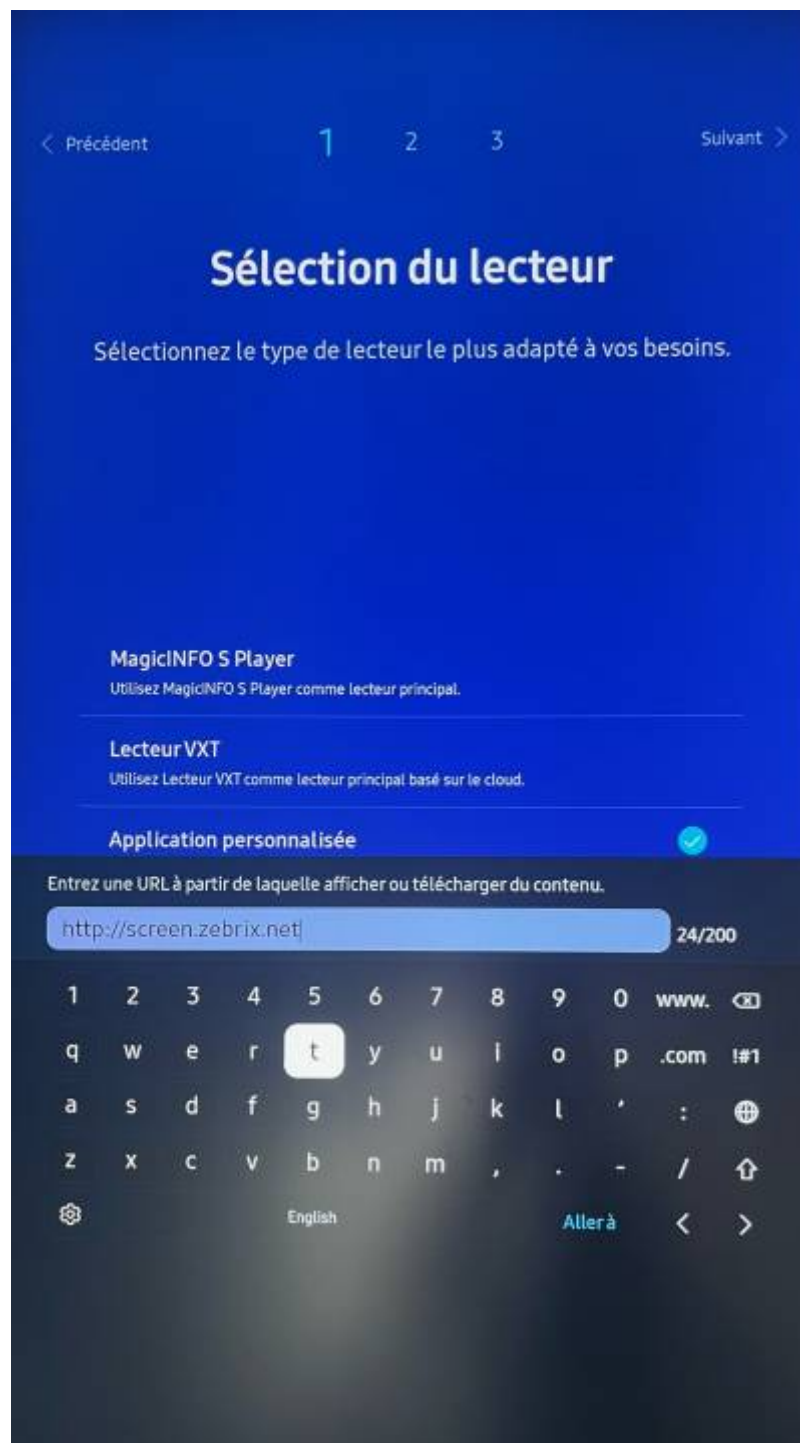 Précédent 1 2 3 Suivant
Sélection du lecteur
Sélectionnez le type de lecteur le plus adapté à vos besoins.
MagicINFO S Player
Utilisez MagicINFO S Player comme lecteur principal.
Lecteur VXT
Utilisez Lecteur VXT comme lecteur principal basé sur le cloud.
Application personnalisée
Entrez une URL à partir de laquelle afficher ou télécharger du contenu.
http://screen.zebrix.net 24/200
1 2 3 4 5 6 7 8 9 0 www.
q w e r t y u i o p .com !#1
a s d f g h j k l ' :
z x c v b n m , . - /
English Aller à < >